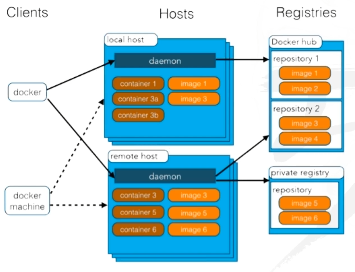 Clients
Hosts
Registries
docker
docker
machine
local host
daemon
container 1
image 1
container 3a
image 3
container 3b
remote host
daemon
container 3
image 3
container 5
image 5
container 6
image 6
Docker hub
repository 1
image 1
image 2
repository 2
image 3
image 4
private registry
repository
image 5
image 6